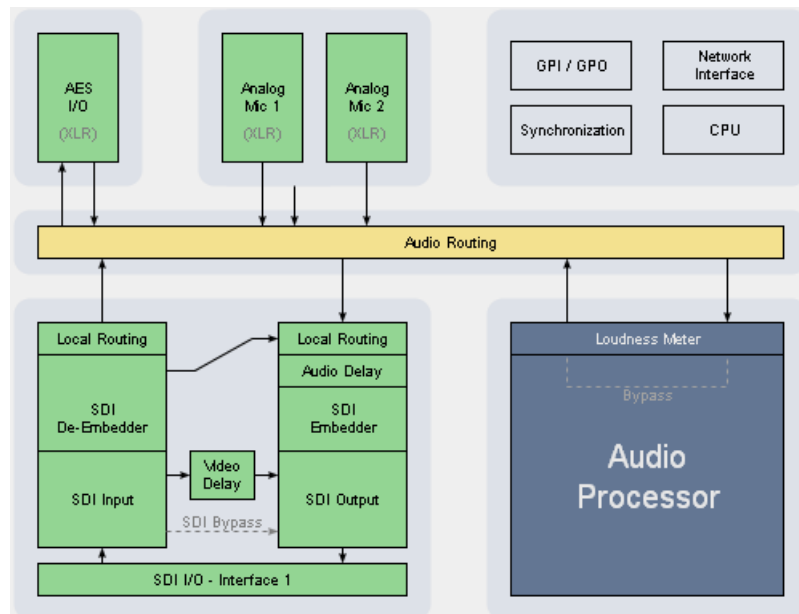 AES
I/O
(XLR)
Analog
Mic 1
(XLR)
Analog
Mic 2
(XLR)
GPI / GPO
Network
Interface
Synchronization
CPU
Audio Routing
Local Routing
SDI
De-Embedder
SDI Input
Video
Delay
SDI Bypass
Local Routing
Audio Delay
SDI
Embedder
SDI Output
SDI I/O - Interface 1
Loudness Meter
Bypass
Audio
Processor